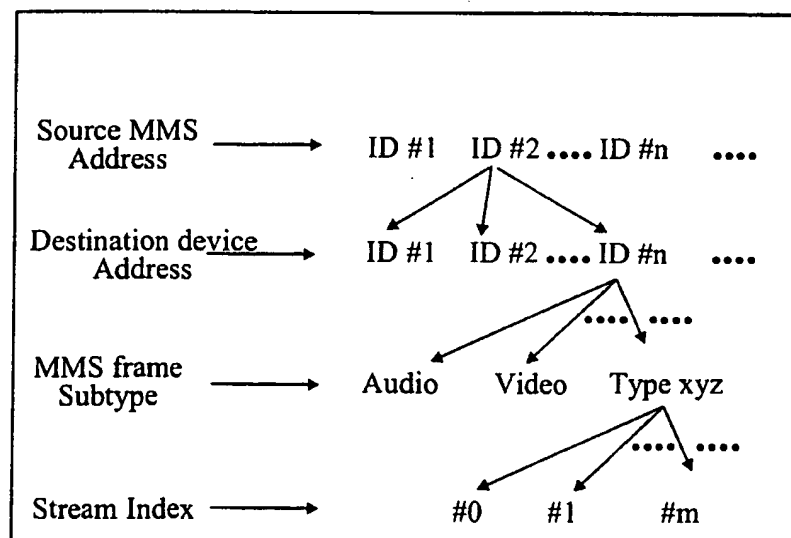 Source MMS
Address
ID #1 ID #2 .... ID #n ....
Destination device
Address
ID #1 ID #2 .... ID #n ....
.... ....
MMS frame
Subtype
Audio Video Type xyz
.... ....
Stream Index
#0 #1 #m